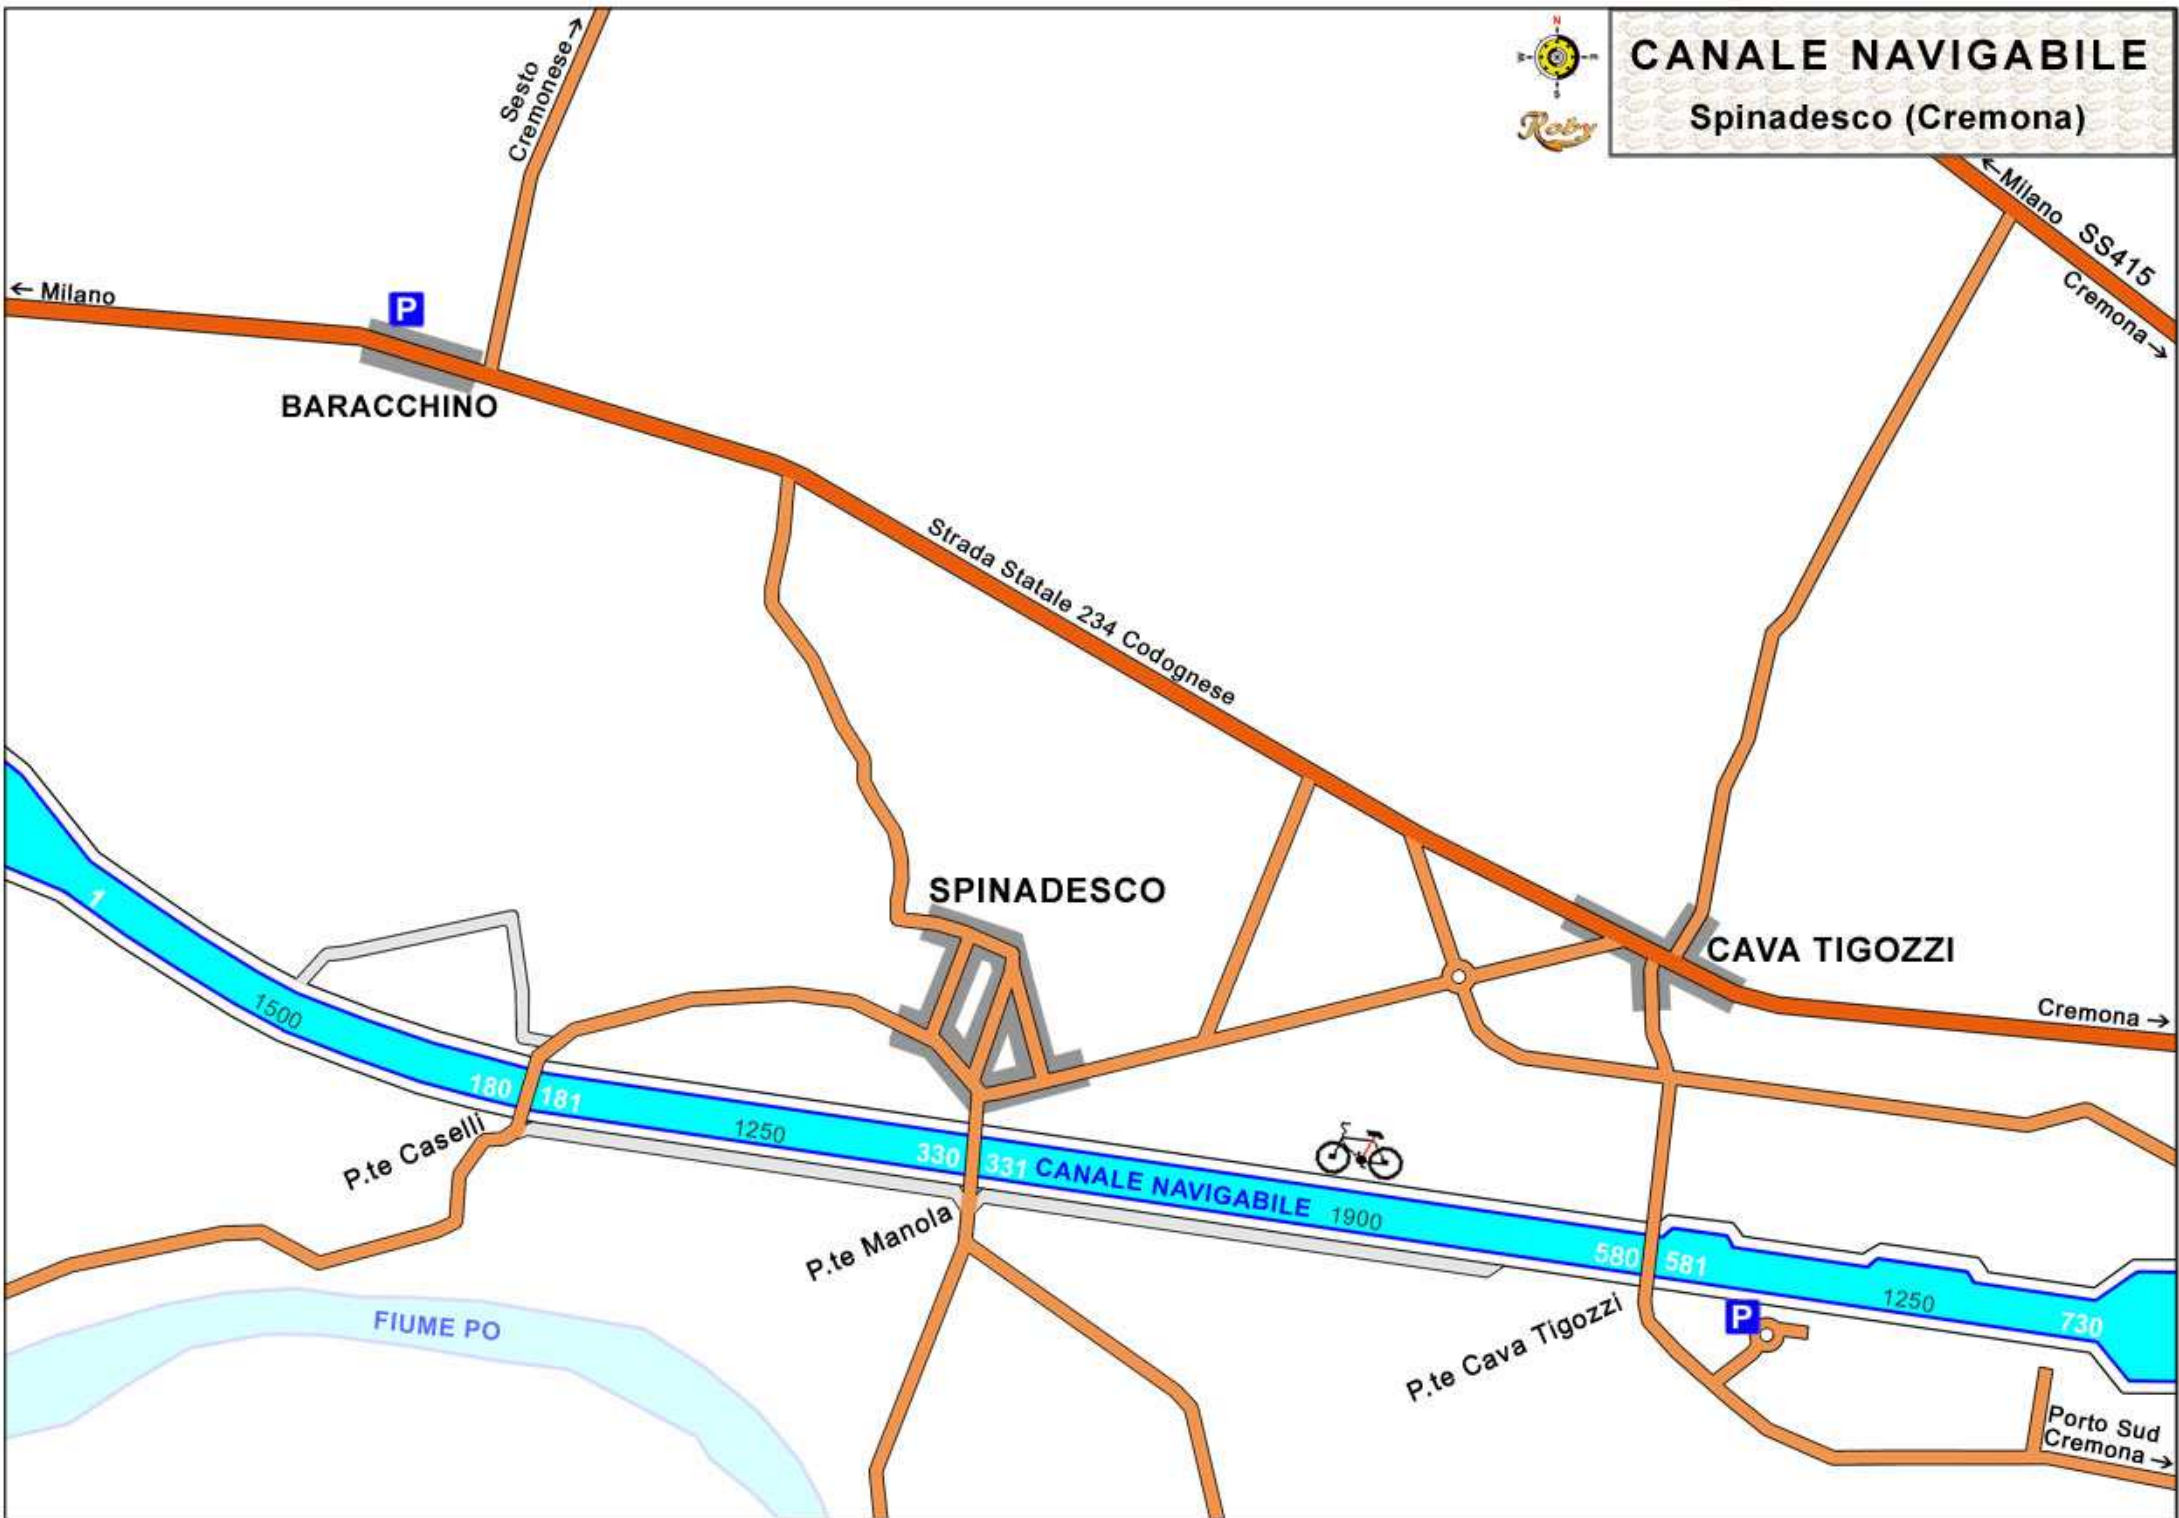 N
W
E
S
Roby
CANALE NAVIGABILE
Spinadesco (Cremona)
Sesto
Cremonese →
← Milano
SS415
Cremona →
← Milano
P
BARACCHINO
Strada Statale 234 Codognese
SPINADESCO
CAVA TIGOZZI
Cremona →
1
1500
180
181
1250
330
331
CANALE NAVIGABILE
1900
580
581
1250
730
P.te Caselli
P.te Manola
P.te Cava Tigozzi
P
FIUME PO
Porto Sud
Cremona →